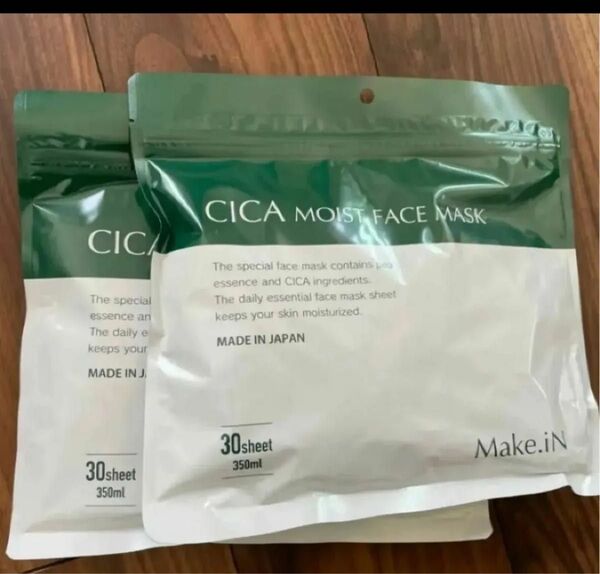 CICA MOIST FACE MASK
The special face mask contains
essence and CICA ingredients.
The daily essential face mask sheet
keeps your skin moisturized.
MADE IN JAPAN
30sheet
350ml
Make.iN
CICA
The special
essence an
The daily e
keeps your
MADE IN J
30sheet
350ml